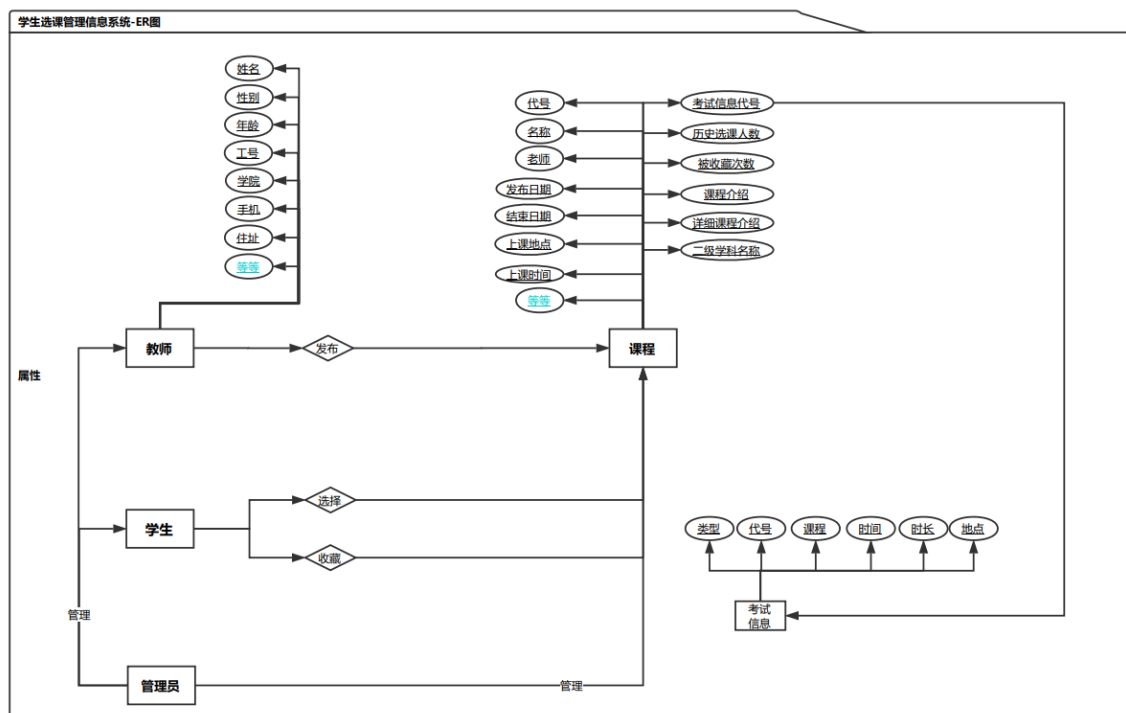 学生选课管理信息系统-ER图
姓名
性别
年龄
工号
学院
手机
住址
等等
代号
名称
老师
发布日期
结束日期
上课地点
上课时间
等等
考试信息代号
历史选课人数
被收藏次数
课程介绍
详细课程介绍
二级学科名称
教师
发布
课程
属性
学生
选择
收藏
类型
代号
课程
时间
时长
地点
考试
信息
管理
管理员
管理